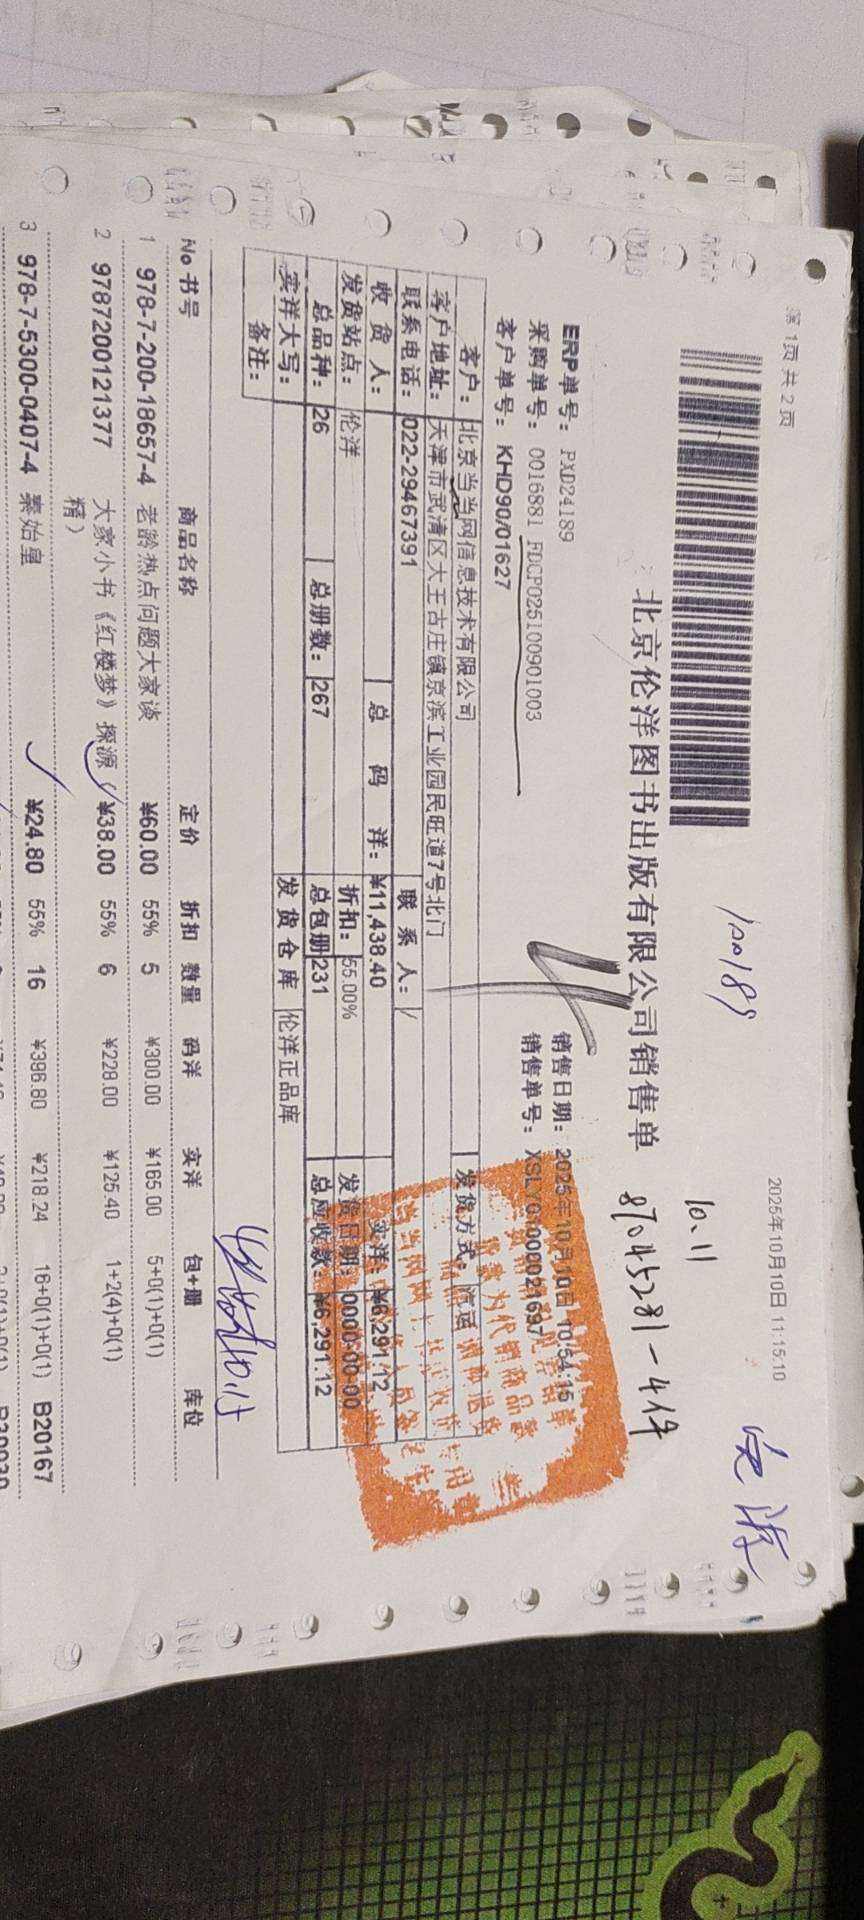 第 1页 共 2 页
2025年10月10日 11:15:10
100189
10.11
北京伦洋图书出版有限公司销售单
87045281-4件
ERP单号: PXD24189
销售日期: 2025年10月10日 10:54:15
采购单号: 0016881 FDCP025100901003
销售单号: XSLY01000021697
客户单号: KHD90/01627
客户: 北京当当网信息技术有限公司
发货方式: 汽运
客户地址: 天津市武清区大王古庄镇京滨工业园民旺道7号北门
联系电话: 022-29467391
联系人: /
收货人:
总码洋: ¥11,438.40
实洋: ¥6,291.12
发货站点: 伦洋
折扣: 55.00%
发货日期: 0000-00-00
总品种: 26
总册数: 267
总包册 231
总应收款: ¥6,291.12
实洋大写:
发货仓库 伦洋正品库
备注:
No 书号 商品名称 定价 折扣 数量 码洋 实洋 包+册 库位
1 978-7-200-18657-4 老龄热点问题大家谈 ¥60.00 55% 5 ¥300.00 ¥165.00 5+0(1)+0(1)
2 9787200121377 大家小书《红楼梦》探源(精) ¥38.00 55% 6 ¥228.00 ¥125.40 1+2(4)+0(1)
3 978-7-5300-0407-4 秦始皇 ¥24.80 55% 16 ¥396.80 ¥218.24 16+0(1)+0(1) B20167